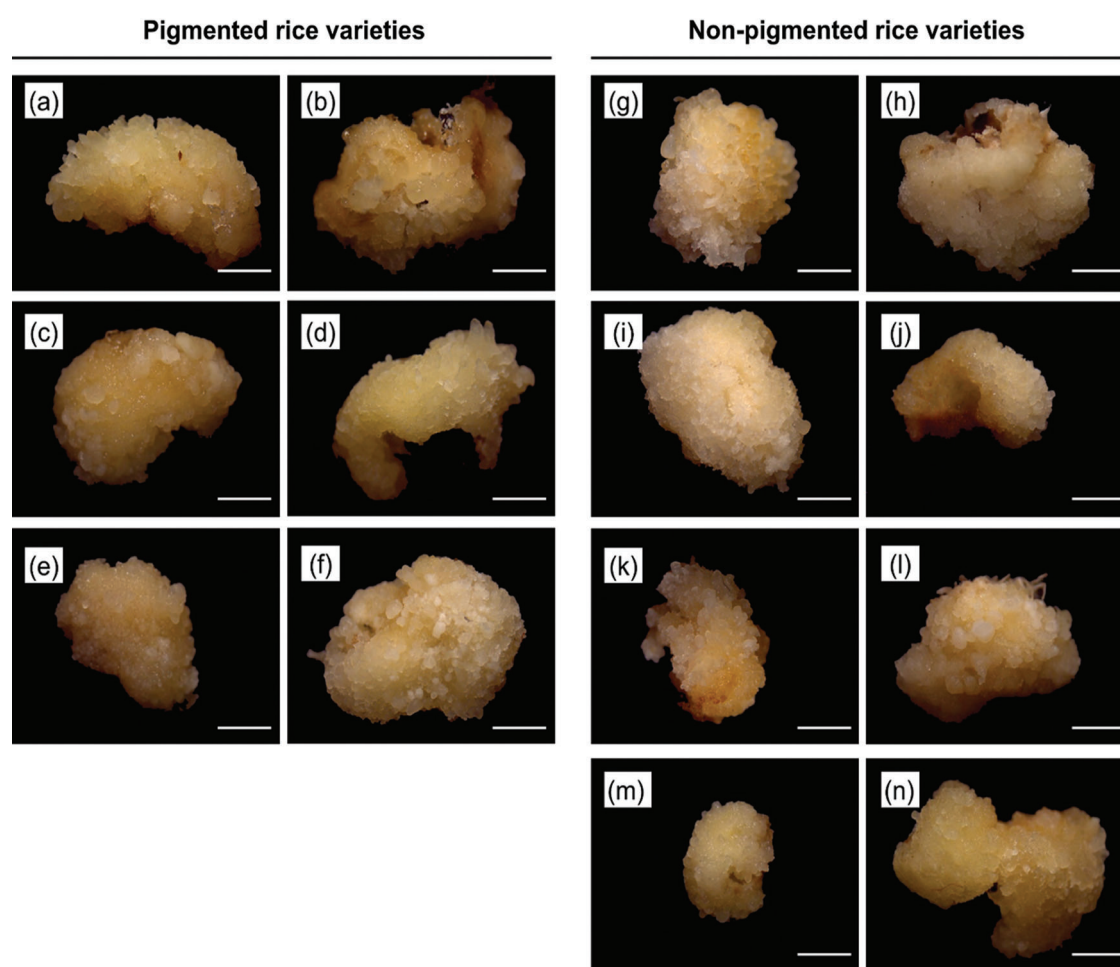 Pigmented rice varieties
Non-pigmented rice varieties
(a)
(b)
(g)
(h)
(c)
(d)
(i)
(j)
(e)
(f)
(k)
(l)
(m)
(n)